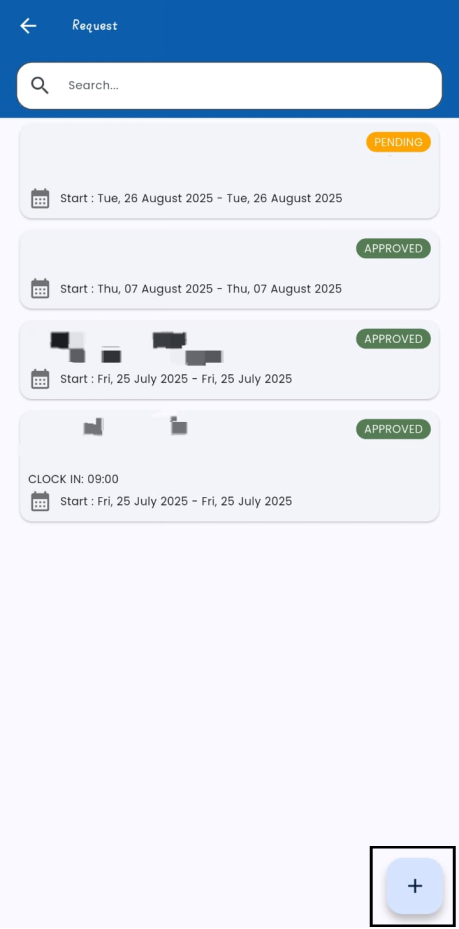 Request
Search...
PENDING
Start : Tue, 26 August 2025 - Tue, 26 August 2025
APPROVED
Start : Thu, 07 August 2025 - Thu, 07 August 2025
APPROVED
Start : Fri, 25 July 2025 - Fri, 25 July 2025
APPROVED
CLOCK IN: 09:00
Start : Fri, 25 July 2025 - Fri, 25 July 2025
+